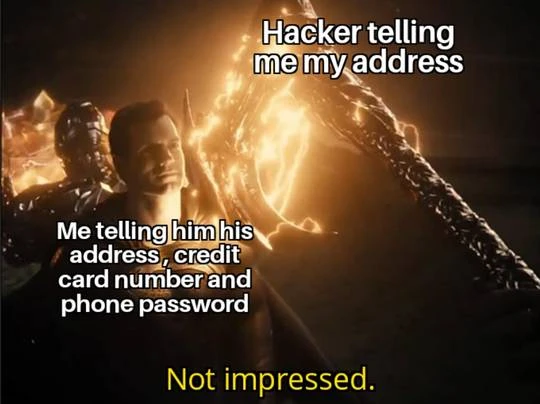 Hacker telling
me my address
Me telling him his
address , credit
card number and
phone password
Not impressed.